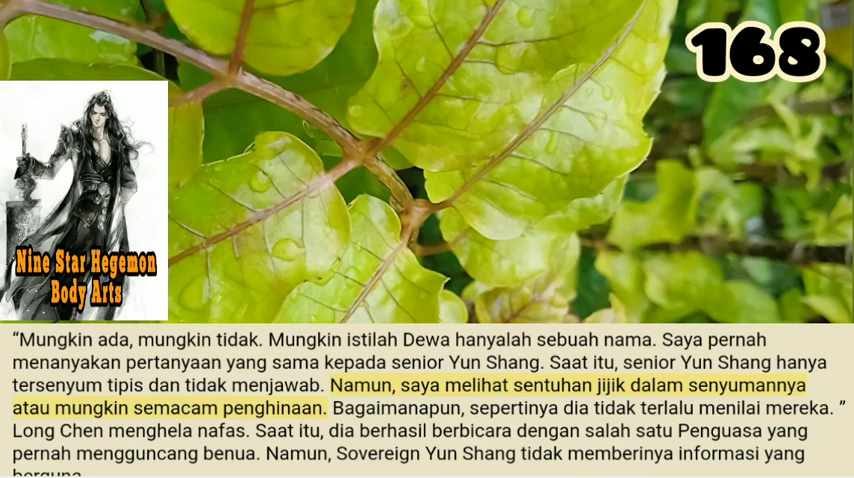 168
Nine Star Hegemon
Body Arts
“Mungkin ada, mungkin tidak. Mungkin istilah Dewa hanyalah sebuah nama. Saya pernah
menanyakan pertanyaan yang sama kepada senior Yun Shang. Saat itu, senior Yun Shang hanya
tersenyum tipis dan tidak menjawab. Namun, saya melihat sentuhan jijik dalam senyumannya
atau mungkin semacam penghinaan. Bagaimanapun, sepertinya dia tidak terlalu menilai mereka. ”
Long Chen menghela nafas. Saat itu, dia berhasil berbicara dengan salah satu Penguasa yang
pernah mengguncang benua. Namun, Sovereign Yun Shang tidak memberinya informasi yang
berguna